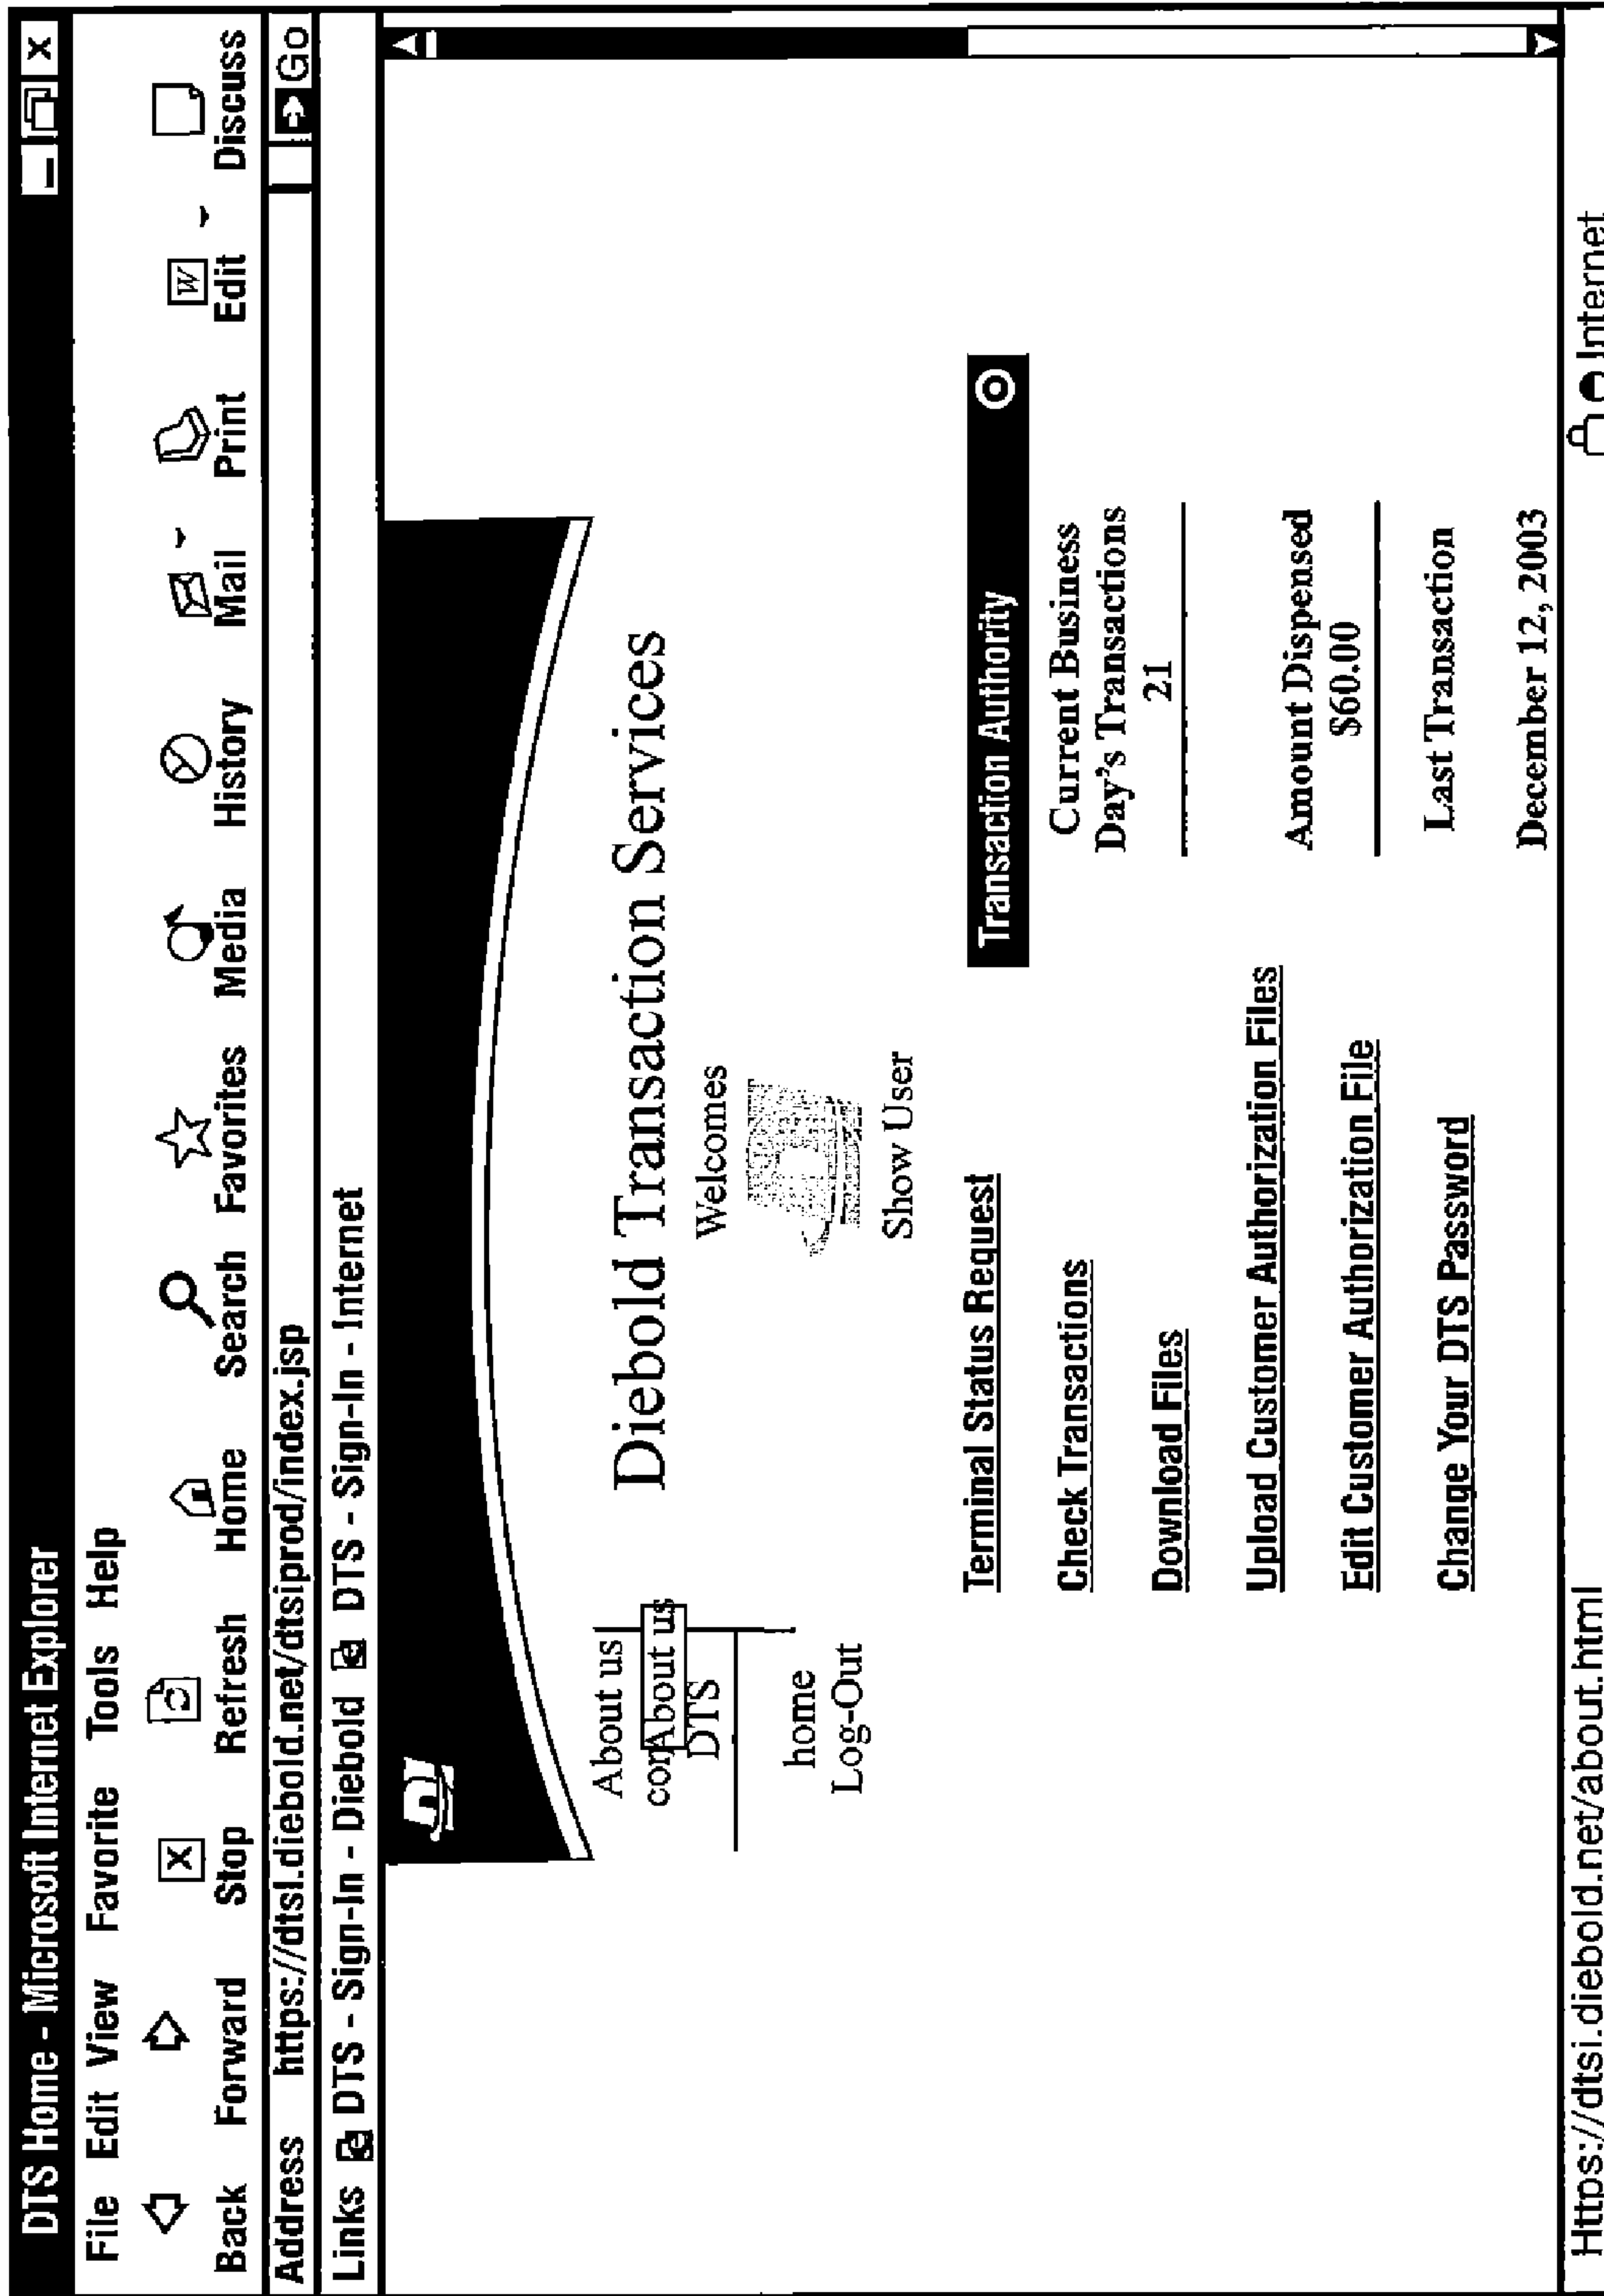 DTS Home - Microsoft Internet Explorer
File Edit View Favorite Tools Help
Back Forward Stop Refresh Home Search Favorites Media History Mail Print Edit Discuss
Address https://dtsl.diebold.net/dtsiprod/index.jsp Go
Links DTS - Sign-In - Diebold DTS - Sign-In - Internet
About us
About us
DTS
home
Log-Out
Diebold Transaction Services
Welcomes
Show User
Terminal Status Request
Check Transactions
Download Files
Upload Customer Authorization Files
Edit Customer Authorization File
Change Your DTS Password
Transaction Authority
Current Business
Day's Transactions
21
Amount Dispensed
$60.00
Last Transaction
December 12, 2003
Https://dtsi.diebold.net/about.html Internet